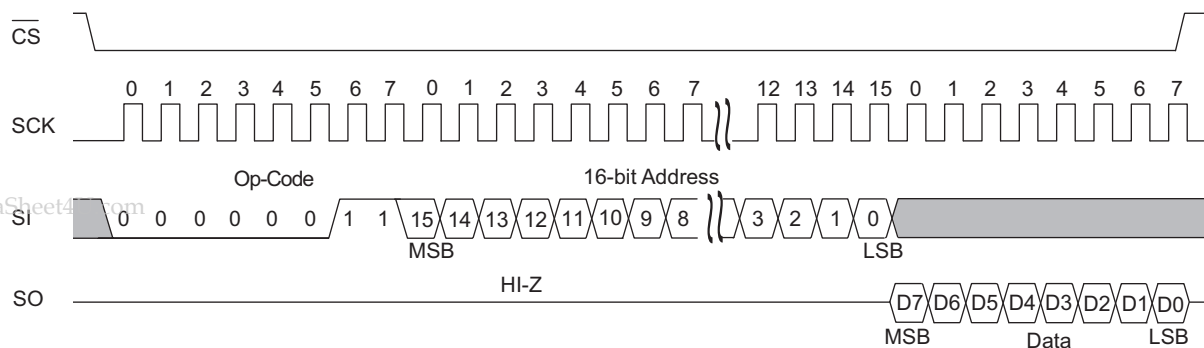 CS
0 1 2 3 4 5 6 7 0 1 2 3 4 5 6 7 12 13 14 15 0 1 2 3 4 5 6 7
SCK
Op-Code 16-bit Address
SI 0 0 0 0 0 0 1 1 15 14 13 12 11 10 9 8 3 2 1 0
MSB LSB
HI-Z
SO D7 D6 D5 D4 D3 D2 D1 D0
MSB Data LSB